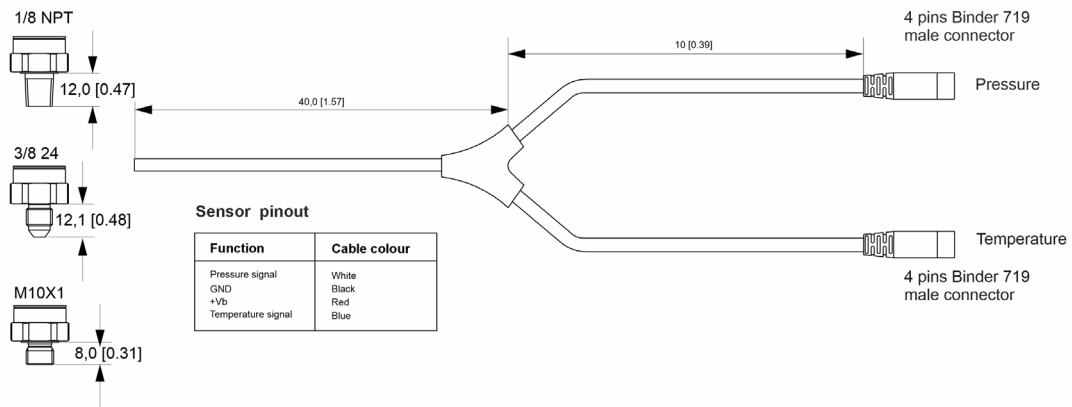 1/8 NPT
12,0 [0.47]
3/8 24
12,1 [0.48]
M10X1
8,0 [0.31]
40,0 [1.57]
10 [0.39]
4 pins Binder 719
male connector
Pressure
Temperature
4 pins Binder 719
male connector
Sensor pinout
Function Cable colour
Pressure signal White
GND Black
+Vb Red
Temperature signal Blue